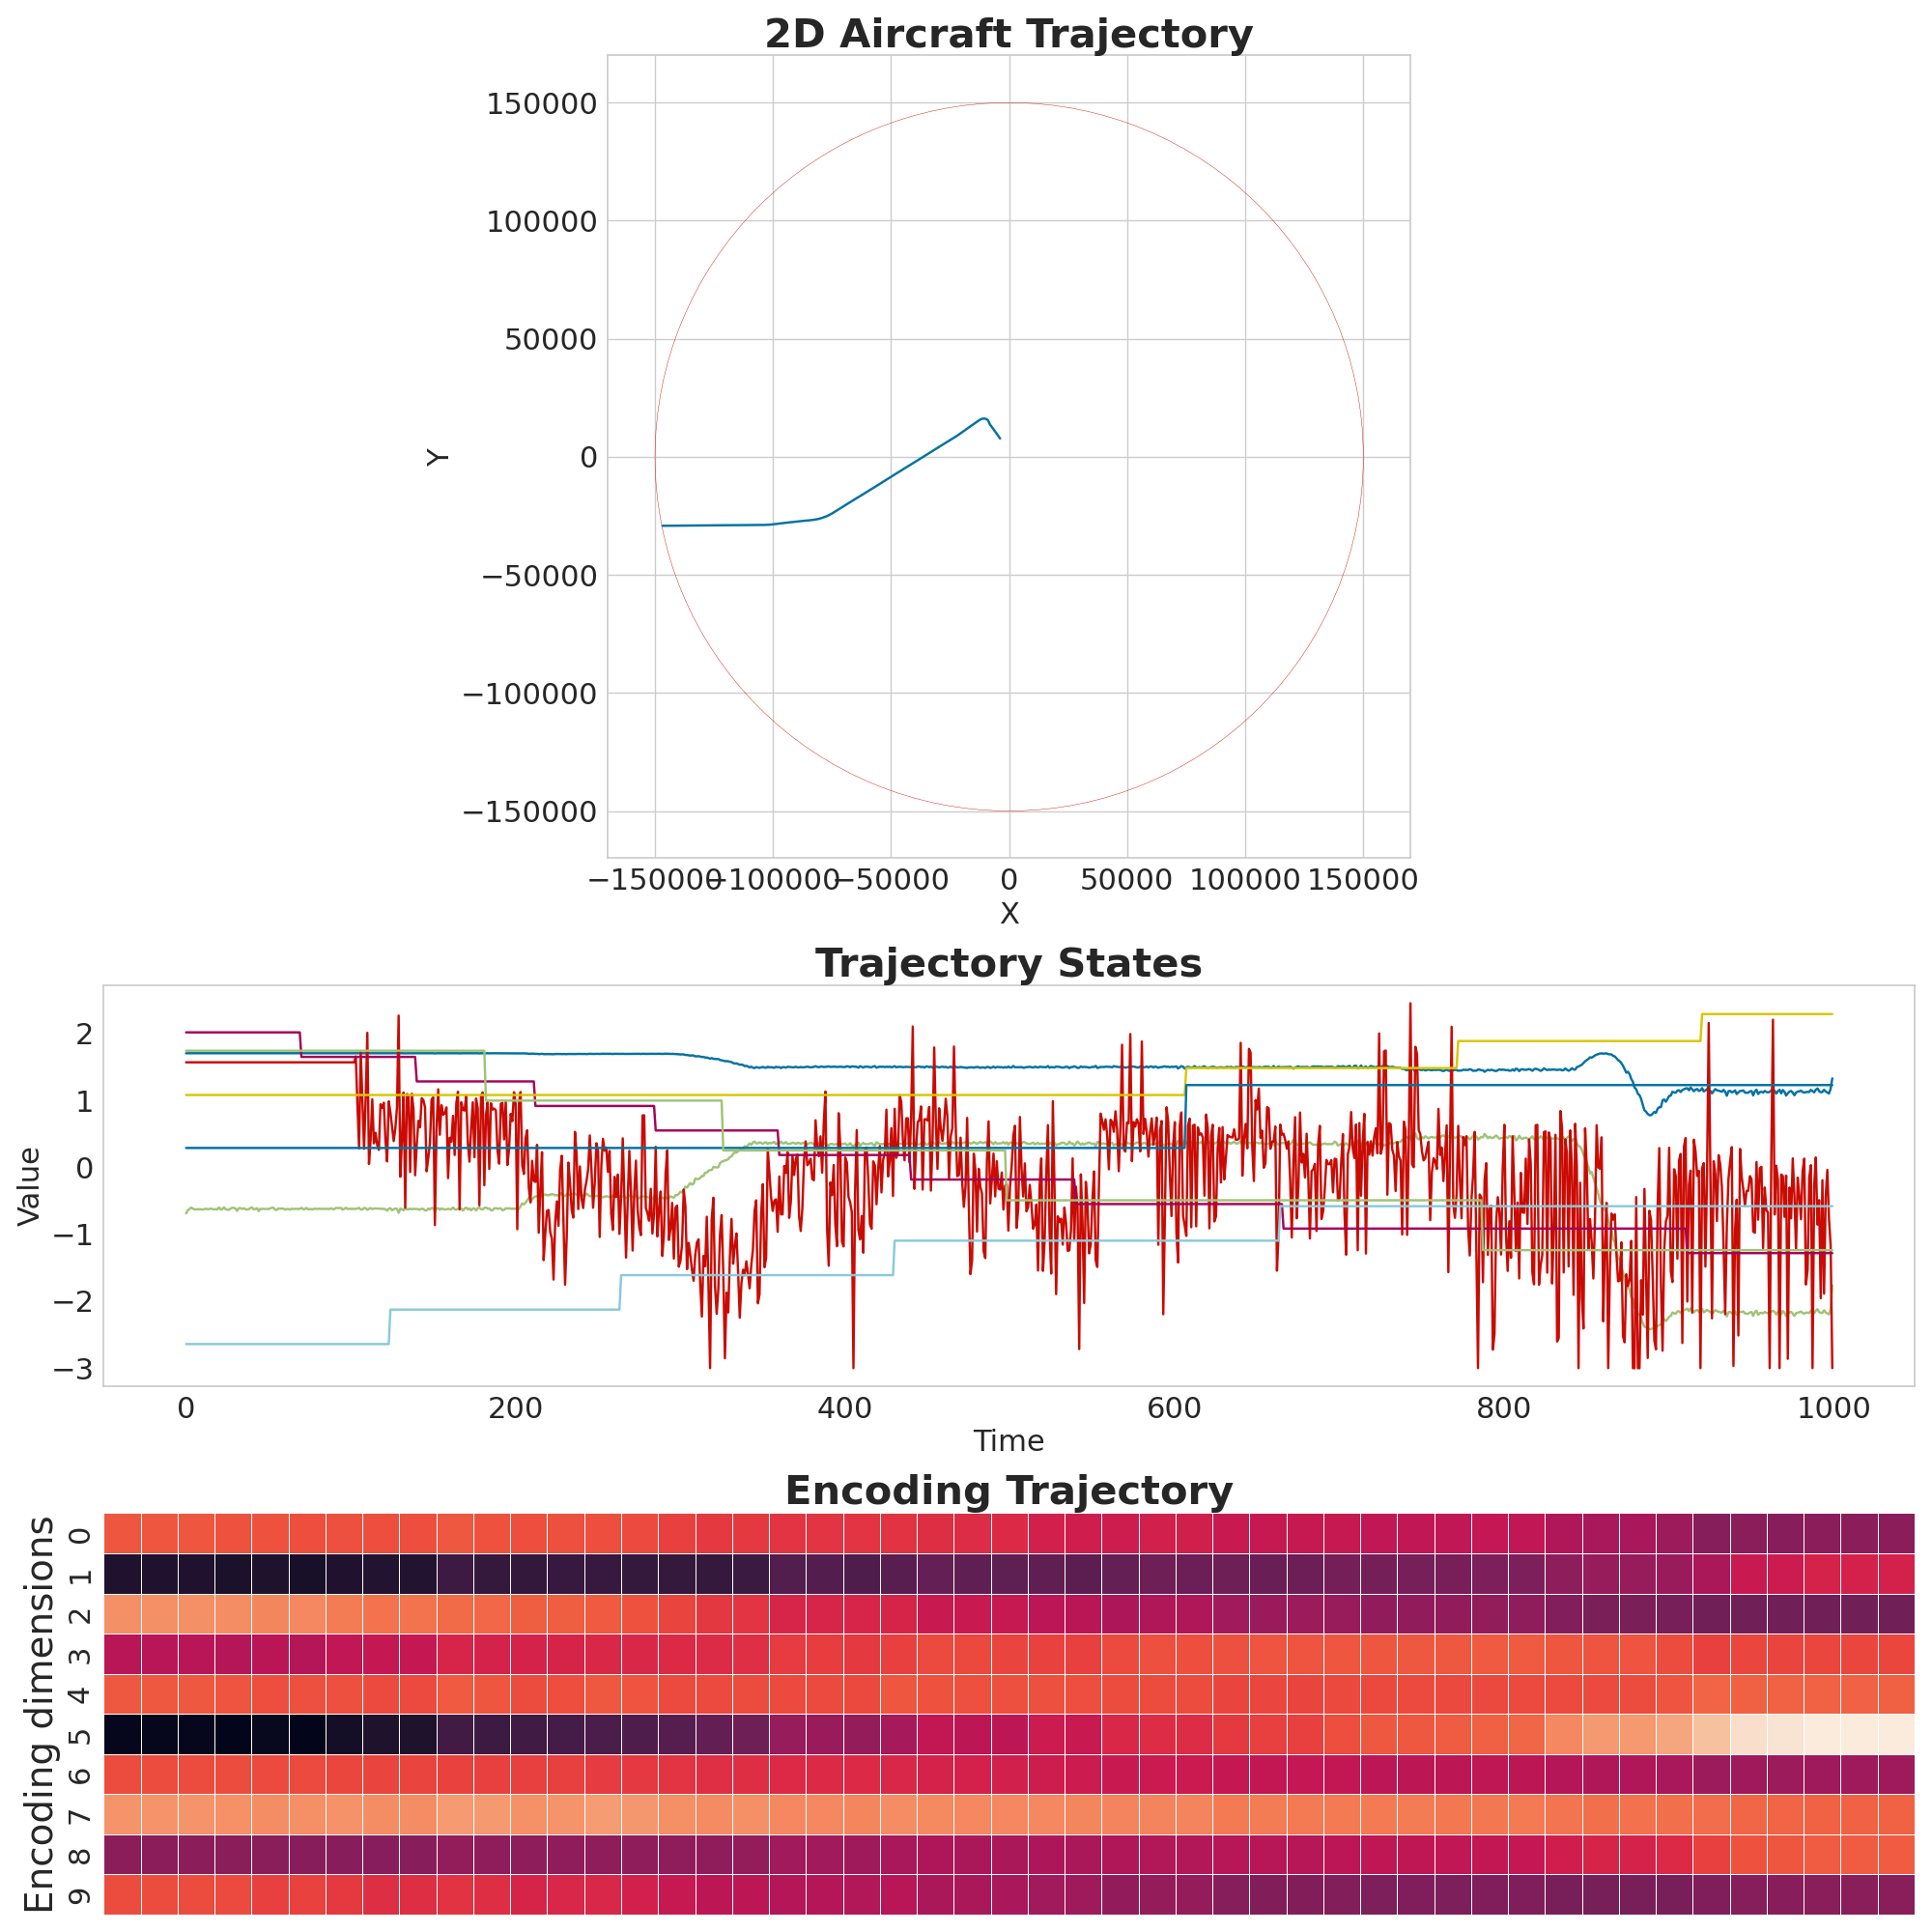 2D Aircraft Trajectory
150000
100000
50000
0
−50000
−100000
−150000
Y
−150000 −100000 −50000 0 50000 100000 150000
X
Trajectory States
2
1
0
−1
−2
−3
Value
0 200 400 600 800 1000
Time
Encoding Trajectory
Encoding dimensions
0
1
2
3
4
5
6
7
8
9